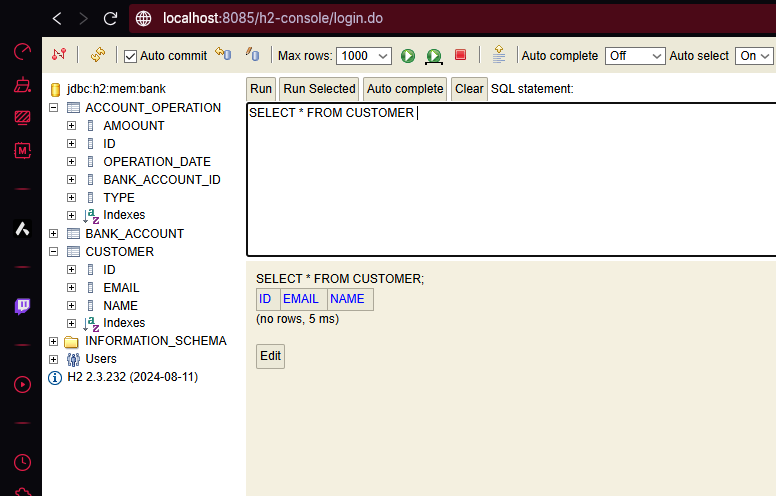 localhost:8085/h2-console/login.do
Auto commit Max rows: 1000 Auto complete Off Auto select On
jdbc:h2:mem:bank
ACCOUNT_OPERATION
AMOOUNT
ID
OPERATION_DATE
BANK_ACCOUNT_ID
TYPE
Indexes
BANK_ACCOUNT
CUSTOMER
ID
EMAIL
NAME
Indexes
INFORMATION_SCHEMA
Users
H2 2.3.232 (2024-08-11)
Run Run Selected Auto complete Clear SQL statement:
SELECT * FROM CUSTOMER
SELECT * FROM CUSTOMER;
ID EMAIL NAME
(no rows, 5 ms)
Edit